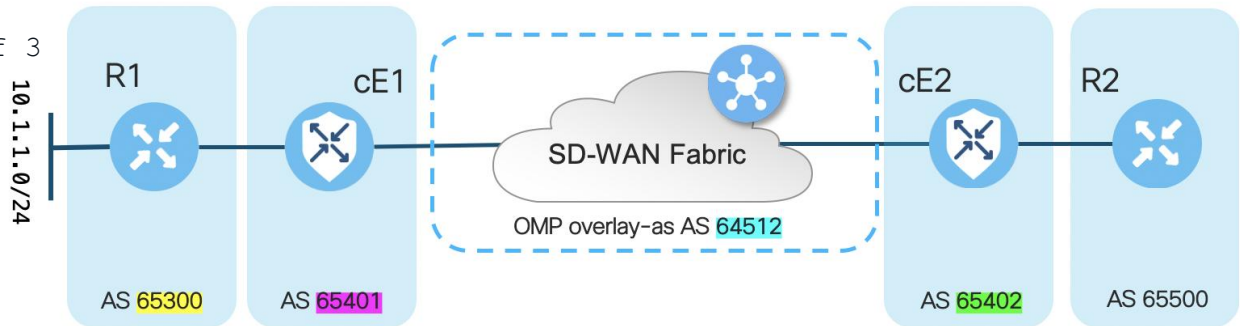 E 3
10.1.1.0/24
R1
cE1
SD-WAN Fabric
OMP overlay-as AS 64512
cE2
R2
AS 65300
AS 65401
AS 65402
AS 65500